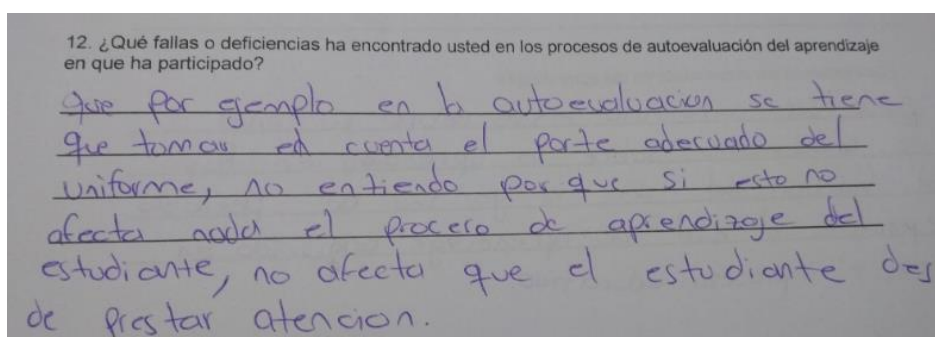 12. ¿Qué fallas o deficiencias ha encontrado usted en los procesos de autoevaluación del aprendizaje
en que ha participado?
que por ejemplo en la autoevaluacion se tiene
que tomar en cuenta el porte adecuado del
uniforme, no entiendo por que si esto no
afecta nada el proceso de aprendizaje del
estudiante, no afecta que el estudiante des
de prestar atencion.